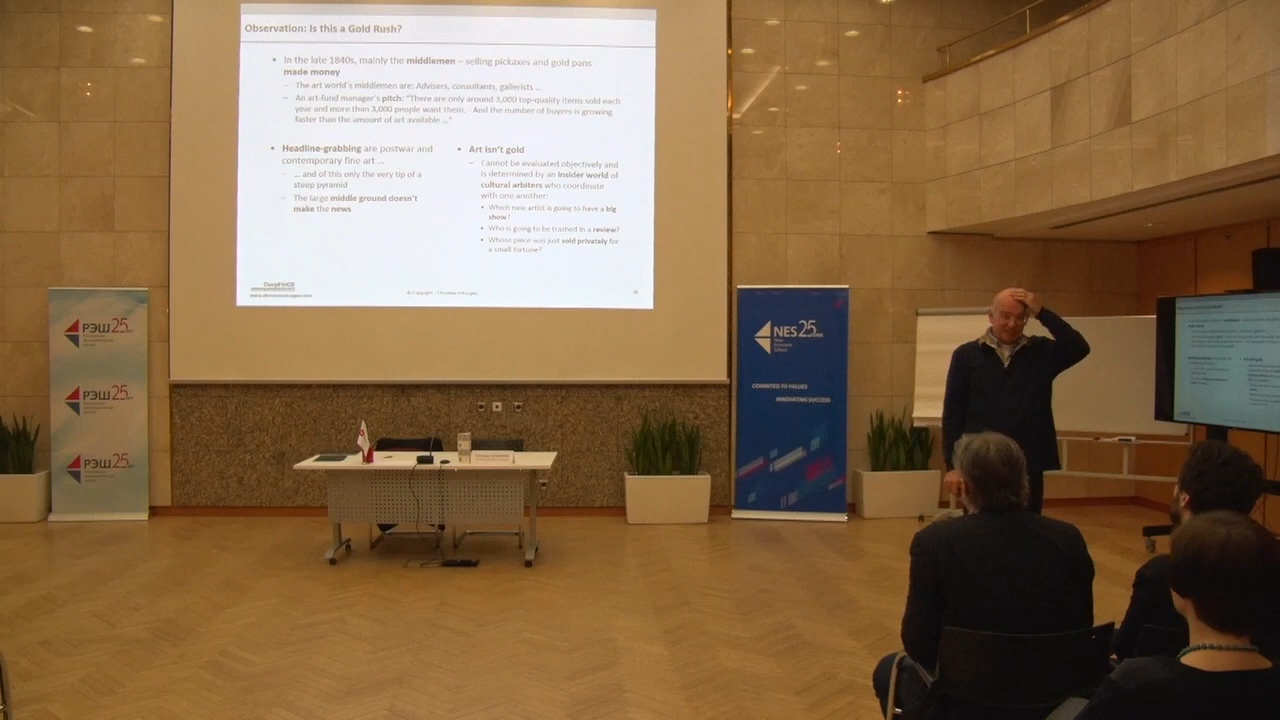 Observation: Is this a Gold Rush?
• In the late 1840s, mainly the middlemen – selling pickaxes and gold pans
made money
– The art world's middlemen are: Advisers, consultants, gallerists ...
– An art-fund manager's pitch: "There are only around 3,000 top-quality items sold each
year and more than 3,000 people want them. - And the number of buyers is growing
faster than the amount of art available ..."
• Headline-grabbing are postwar and
contemporary fine art ...
– ... and of this only the very tip of a
steep pyramid
– The large middle ground doesn't
make the news
• Art isn't gold
– Cannot be evaluated objectively and
is determined by an insider world of
cultural arbiters who coordinate
with one another:
• Which new artist is going to have a big
show?
• Who is going to be trashed in a review?
• Whose piece was just sold privately for
a small fortune?
© Copyright
РЭШ 25
РЭШ 25
РЭШ 25
NES 25
New
Economic
School
COMMITED TO VALUES
INNOVATING SUCCESS